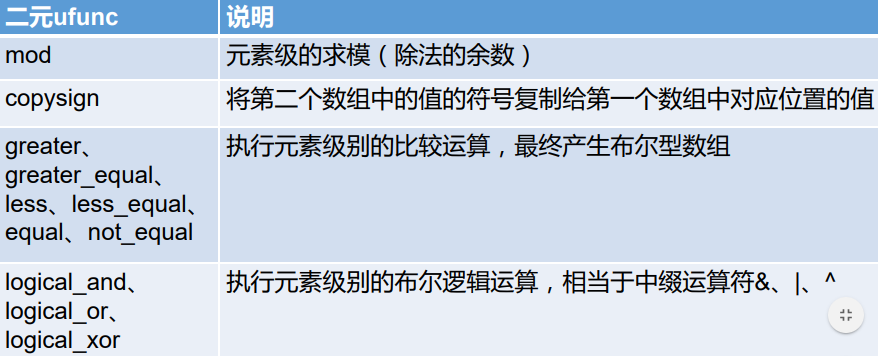 二元ufunc 说明
mod 元素级的求模（除法的余数）
copysign 将第二个数组中的值的符号复制给第一个数组中对应位置的值
greater、 执行元素级别的比较运算，最终产生布尔型数组
greater_equal、
less、less_equal、
equal、not_equal
logical_and、 执行元素级别的布尔逻辑运算，相当于中缀运算符&、|、^
logical_or、
logical_xor